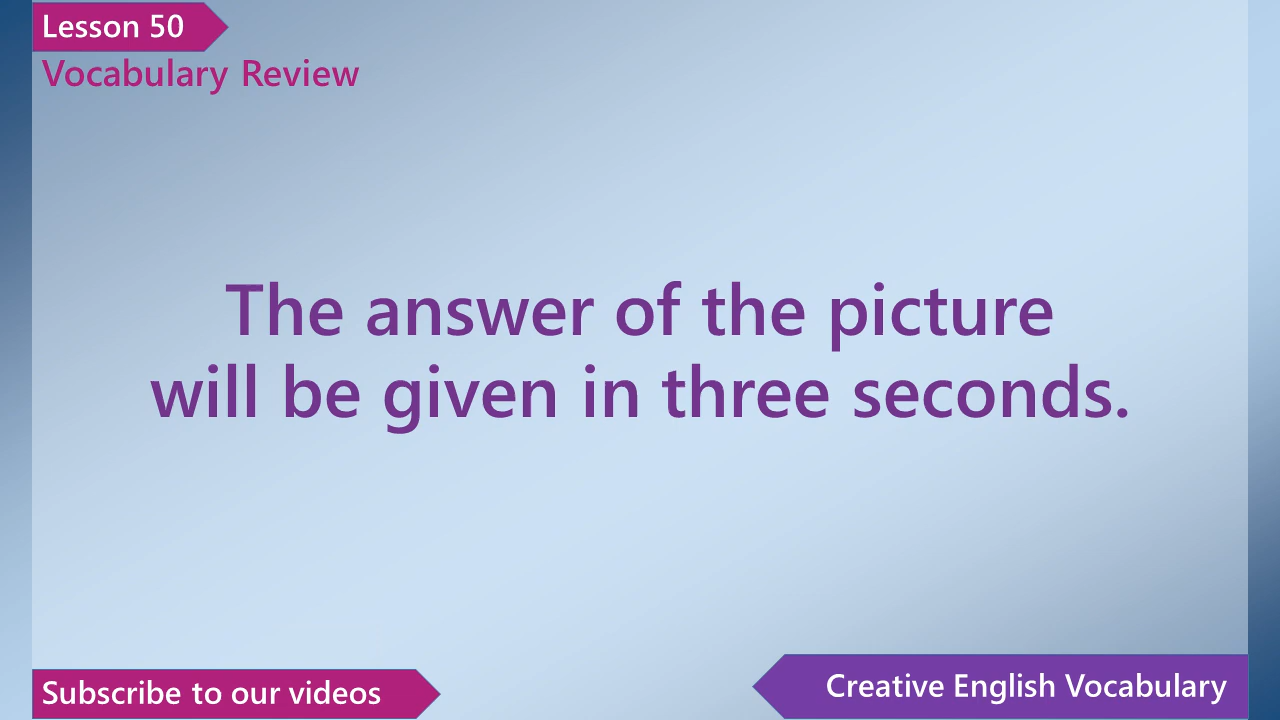 Lesson 50
Vocabulary Review
The answer of the picture
will be given in three seconds.
Subscribe to our videos
Creative English Vocabulary